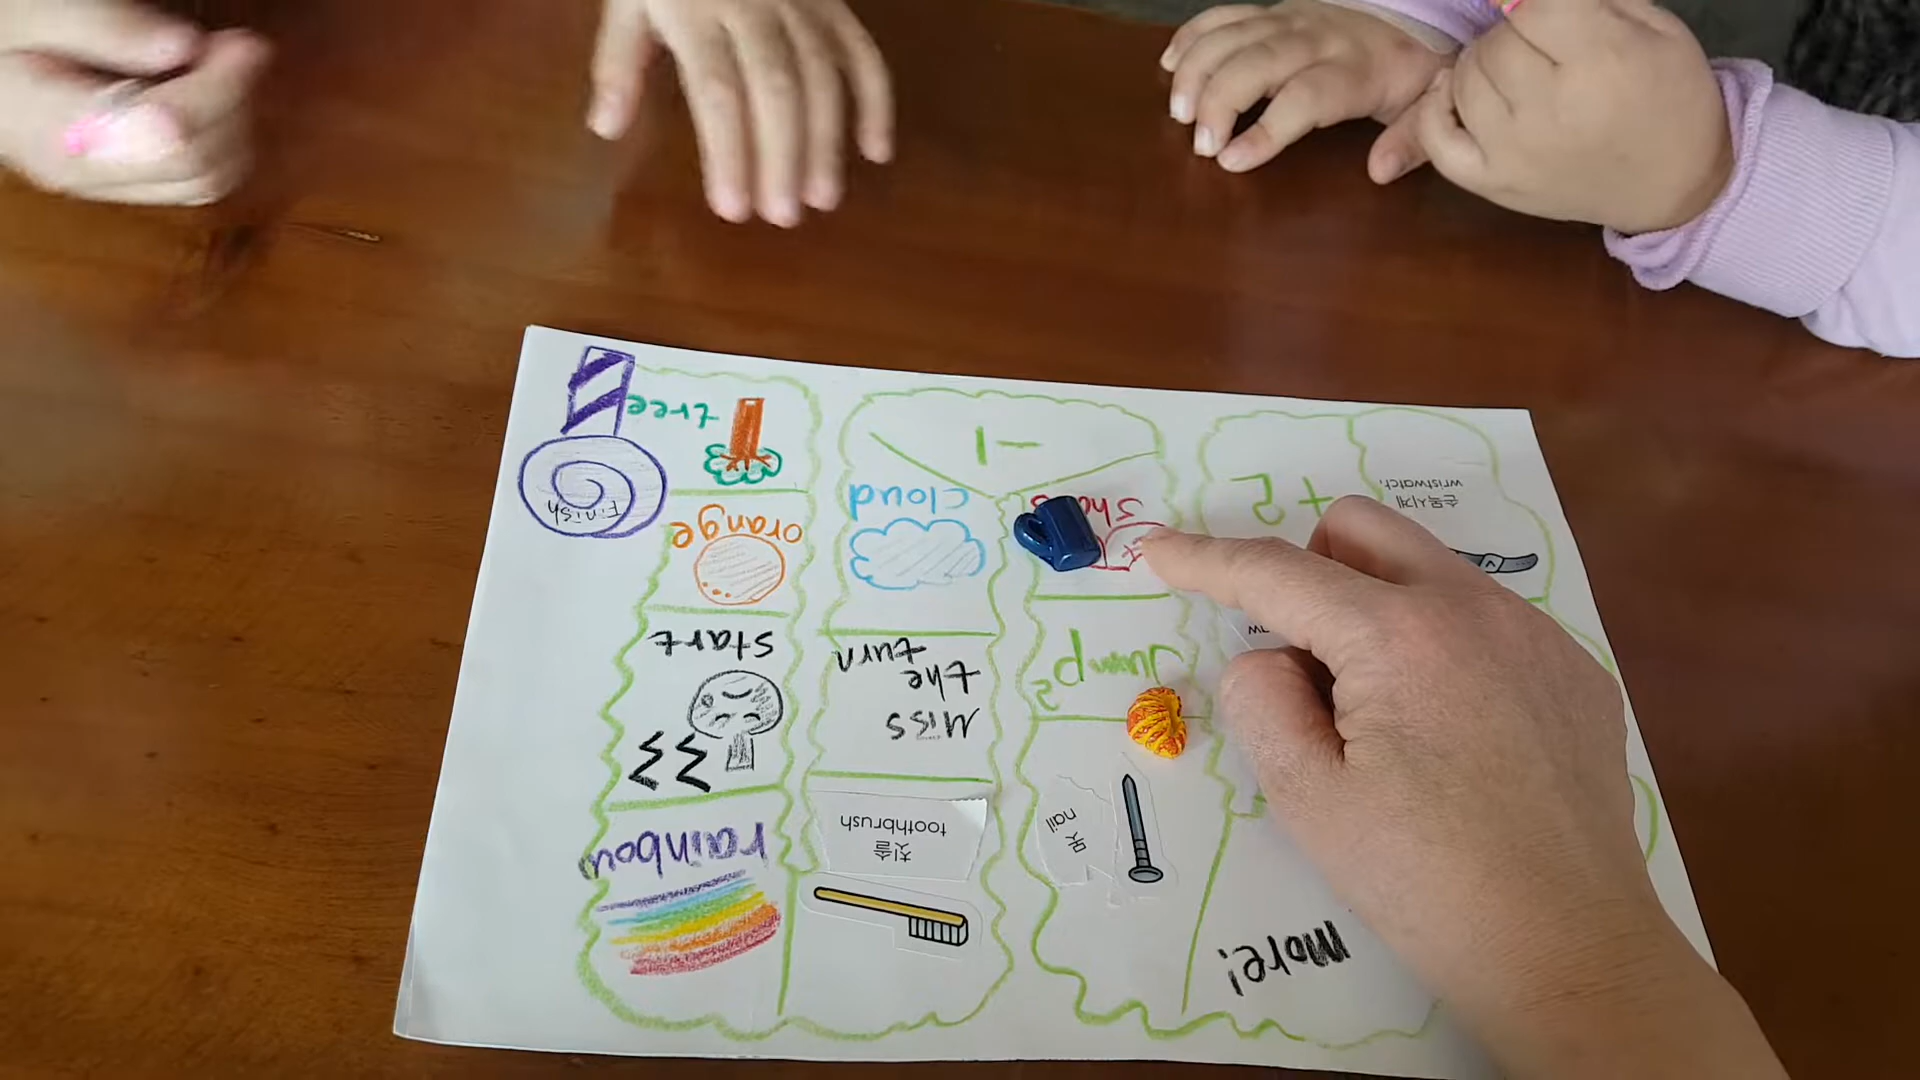 Finish
tree
orange
start
rainbow
-1
cloud
Miss
the
turn
칫솔
toothbrush
Jump
못
nail
+2
손목시계
wristwatch
more!